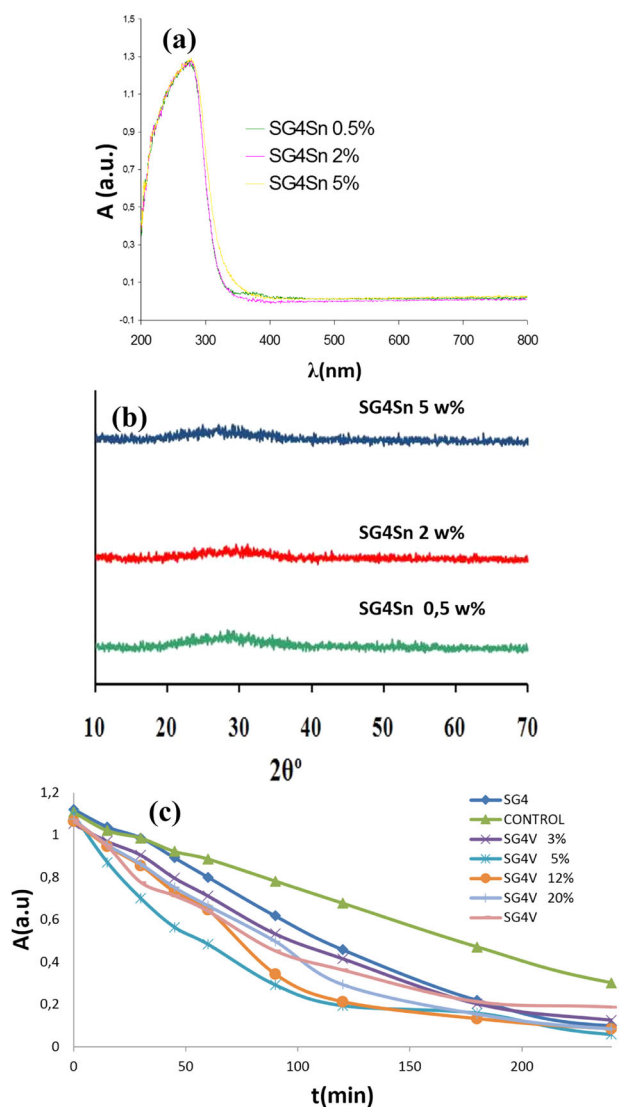 (a)
1,5
1,3
1,1
0,9
0,7
0,5
0,3
0,1
-0,1
A (a.u.)
SG4Sn 0.5%
SG4Sn 2%
SG4Sn 5%
200 300 400 500 600 700 800
λ(nm)
(b)
SG4Sn 5 w%
SG4Sn 2 w%
SG4Sn 0,5 w%
10 20 30 40 50 60 70
2θº
(c)
1,2
1
0,8
0,6
0,4
0,2
0
A(a.u)
SG4
CONTROL
SG4V 3%
SG4V 5%
SG4V 12%
SG4V 20%
SG4V
0 50 100 150 200
t(min)